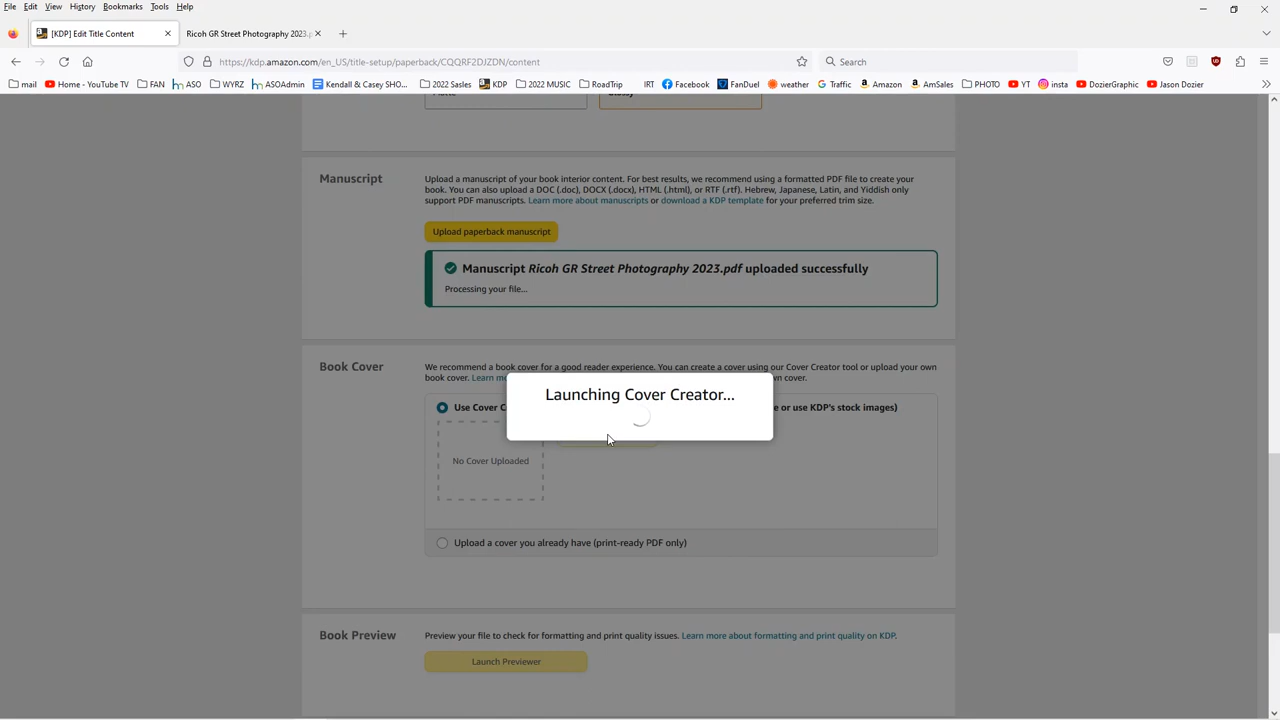 File Edit View History Bookmarks Tools Help
[KDP] Edit Title Content
Ricoh GR Street Photography 2023.p
https://kdp.amazon.com/en_US/title-setup/paperback/CQQRF2DJZDN/content
Search
mail Home - YouTube TV FAN ASO WYRZ ASOAdmin Kendall & Casey SHO... 2022 Sasles KDP 2022 MUSIC RoadTrip IRT Facebook FanDuel weather Traffic Amazon AmSales PHOTO YT insta DozierGraphic Jason Dozier
Manuscript
Upload a manuscript of your book interior content. For best results, we recommend using a formatted PDF file to create your
book. You can also upload a DOC (.doc), DOCX (.docx), HTML (.html), or RTF (.rtf). Hebrew, Japanese, Latin, and Yiddish only
support PDF manuscripts. Learn more about manuscripts or download a KDP template for your preferred trim size.
Upload paperback manuscript
Manuscript Ricoh GR Street Photography 2023.pdf uploaded successfully
Processing your file...
Book Cover
We recommend a book cover for a good reader experience. You can create a cover using our Cover Creator tool or upload your own
book cover. Learn
own cover.
Launching Cover Creator...
Use Cover
or use KDP's stock images)
No Cover Uploaded
Upload a cover you already have (print-ready PDF only)
Book Preview
Preview your file to check for formatting and print quality issues. Learn more about formatting and print quality on KDP.
Launch Previewer